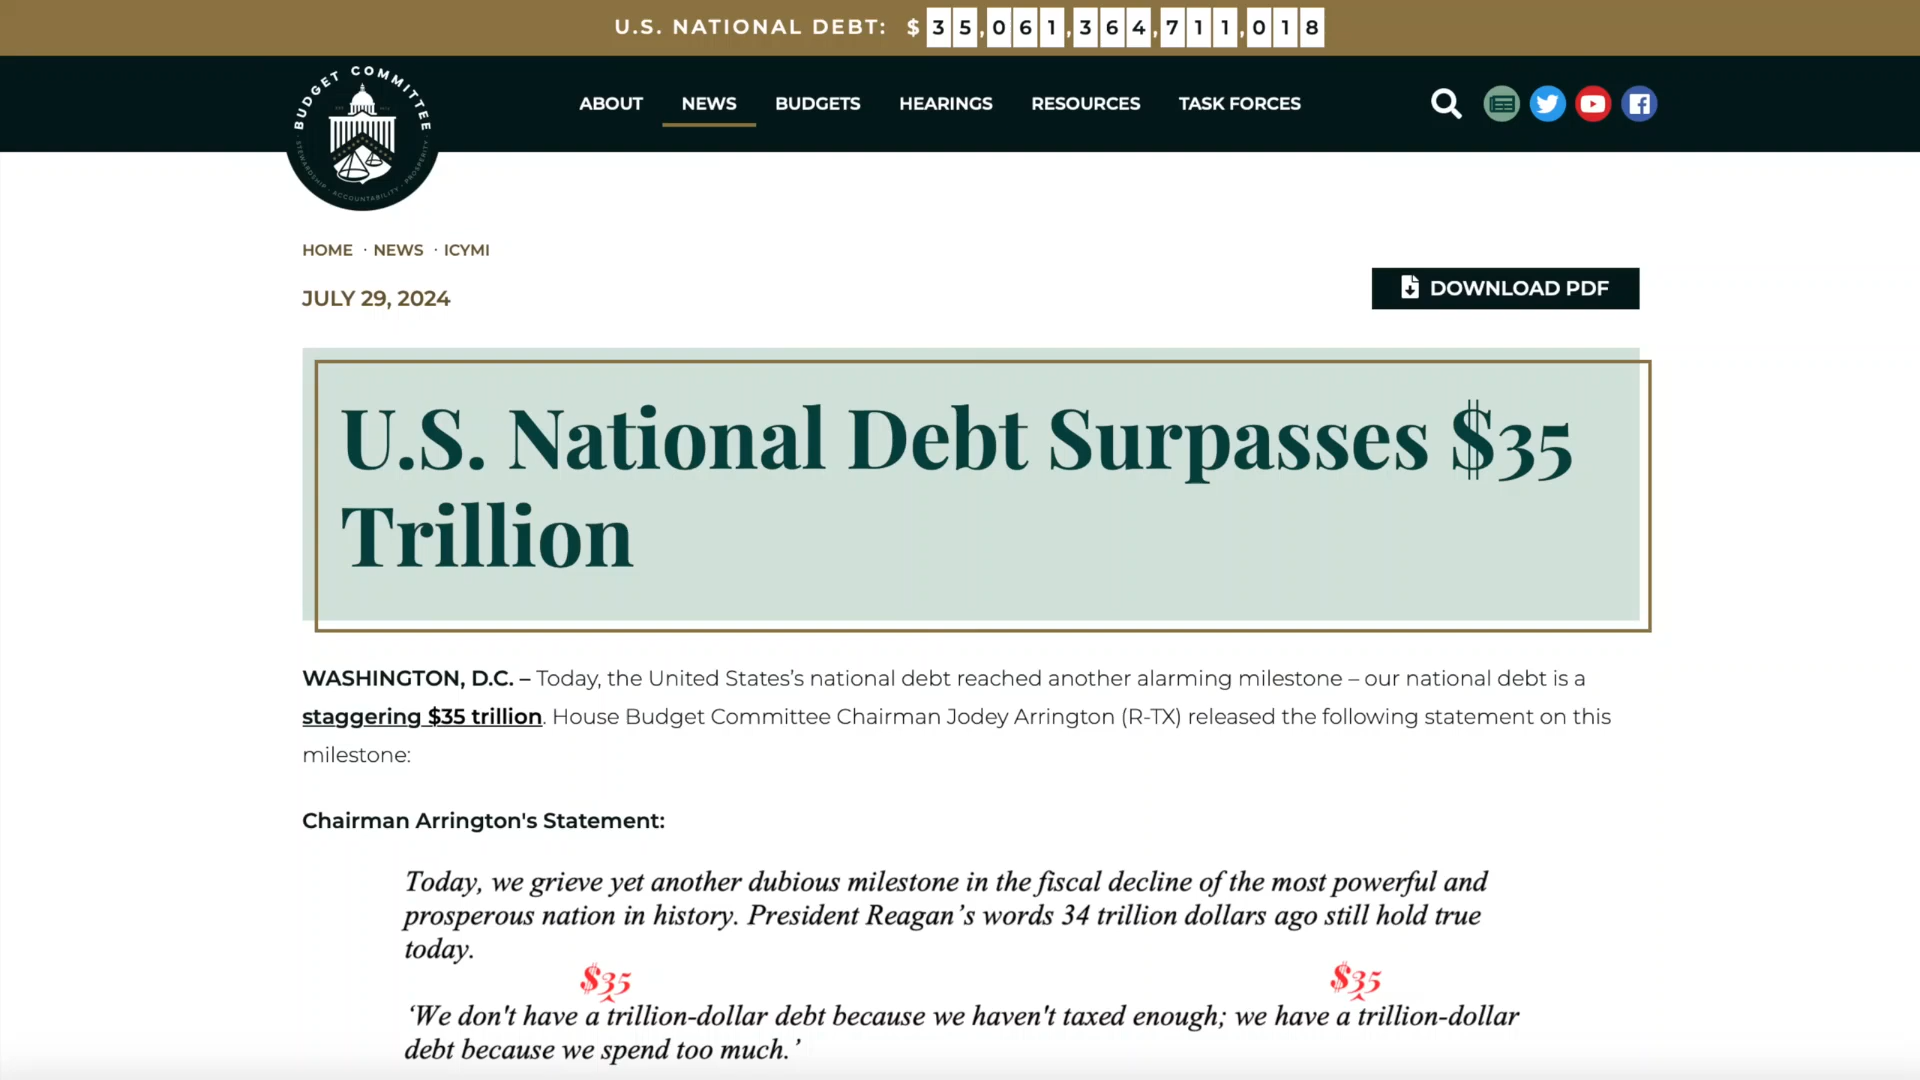 U.S. NATIONAL DEBT: $ 35,061,364,711,018
BUDGET COMMITTEE
STEWARDSHIP · ACCOUNTABILITY · PROSPERITY
ABOUT NEWS BUDGETS HEARINGS RESOURCES TASK FORCES
HOME · NEWS · ICYMI
JULY 29, 2024
DOWNLOAD PDF
U.S. National Debt Surpasses $35
Trillion
WASHINGTON, D.C. – Today, the United States’s national debt reached another alarming milestone – our national debt is a
staggering $35 trillion. House Budget Committee Chairman Jodey Arrington (R-TX) released the following statement on this
milestone:
Chairman Arrington's Statement:
Today, we grieve yet another dubious milestone in the fiscal decline of the most powerful and
prosperous nation in history. President Reagan’s words 34 trillion dollars ago still hold true
today.
$35 $35
‘We don't have a trillion-dollar debt because we haven't taxed enough; we have a trillion-dollar
debt because we spend too much.’